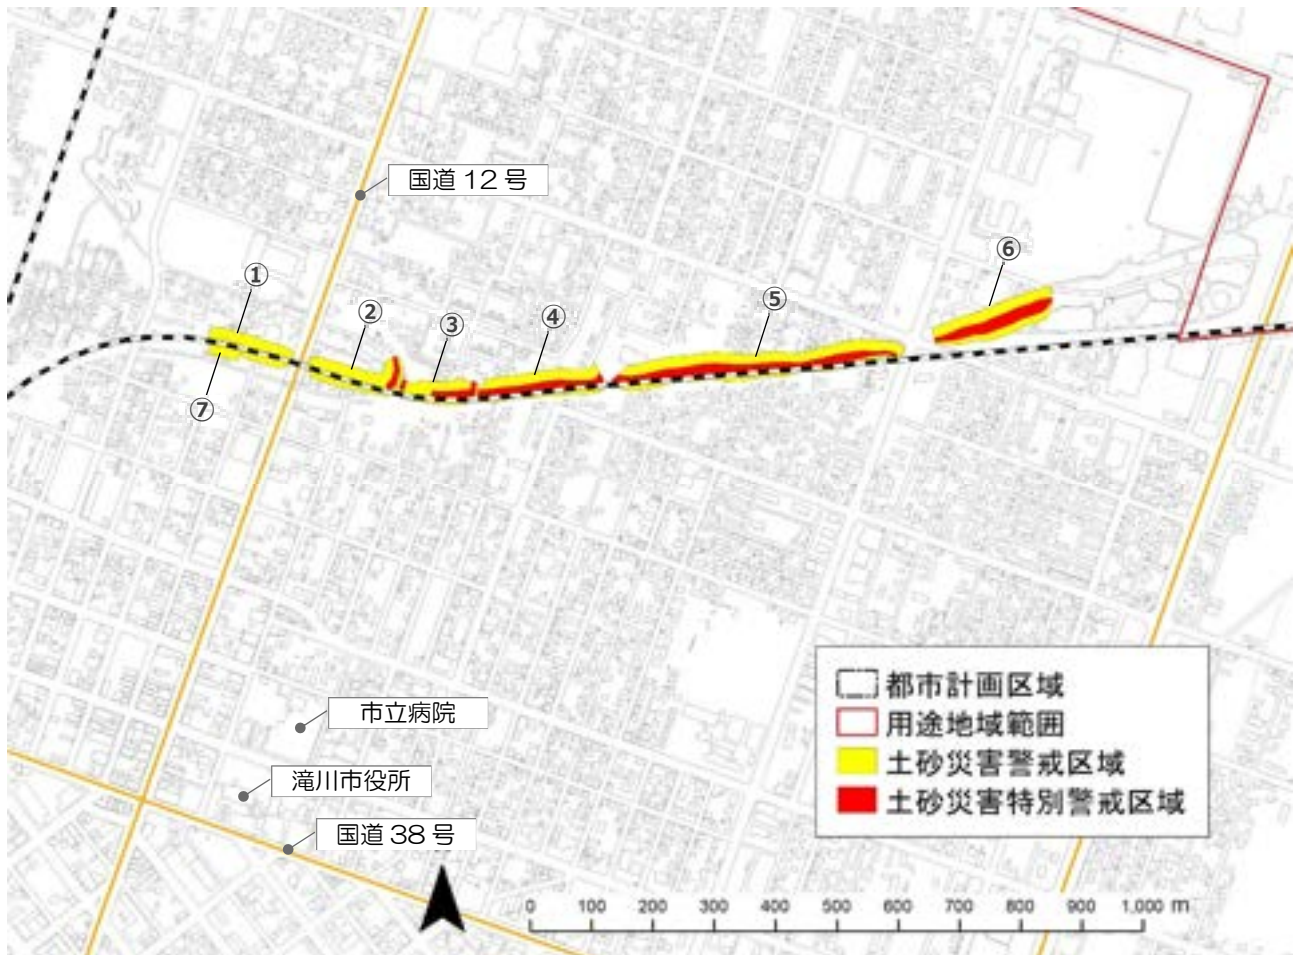 国道 12 号
⑥
①
⑤
②
④
③
⑦
都市計画区域
市立病院
用途地域範囲
土砂災害警戒区域
滝川市役所
土砂災害特別警戒区域
国道 38 号
0 100 200 300 400 500 600 700 800 900 1,000 m